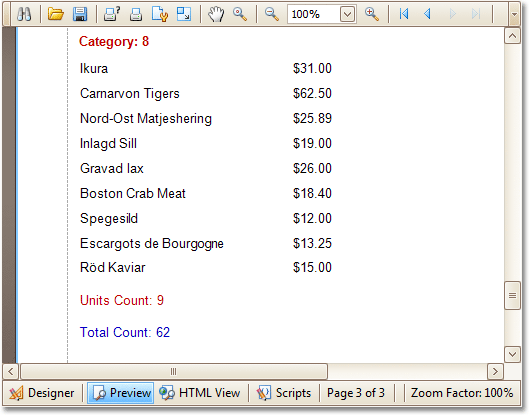 100%
Category: 8
Ikura $31.00
Carnarvon Tigers $62.50
Nord-Ost Matjeshering $25.89
Inlagd Sill $19.00
Gravad lax $26.00
Boston Crab Meat $18.40
Spegesild $12.00
Escargots de Bourgogne $13.25
Röd Kaviar $15.00
Units Count: 9
Total Count: 62
Designer Preview HTML View Scripts Page 3 of 3 Zoom Factor: 100%